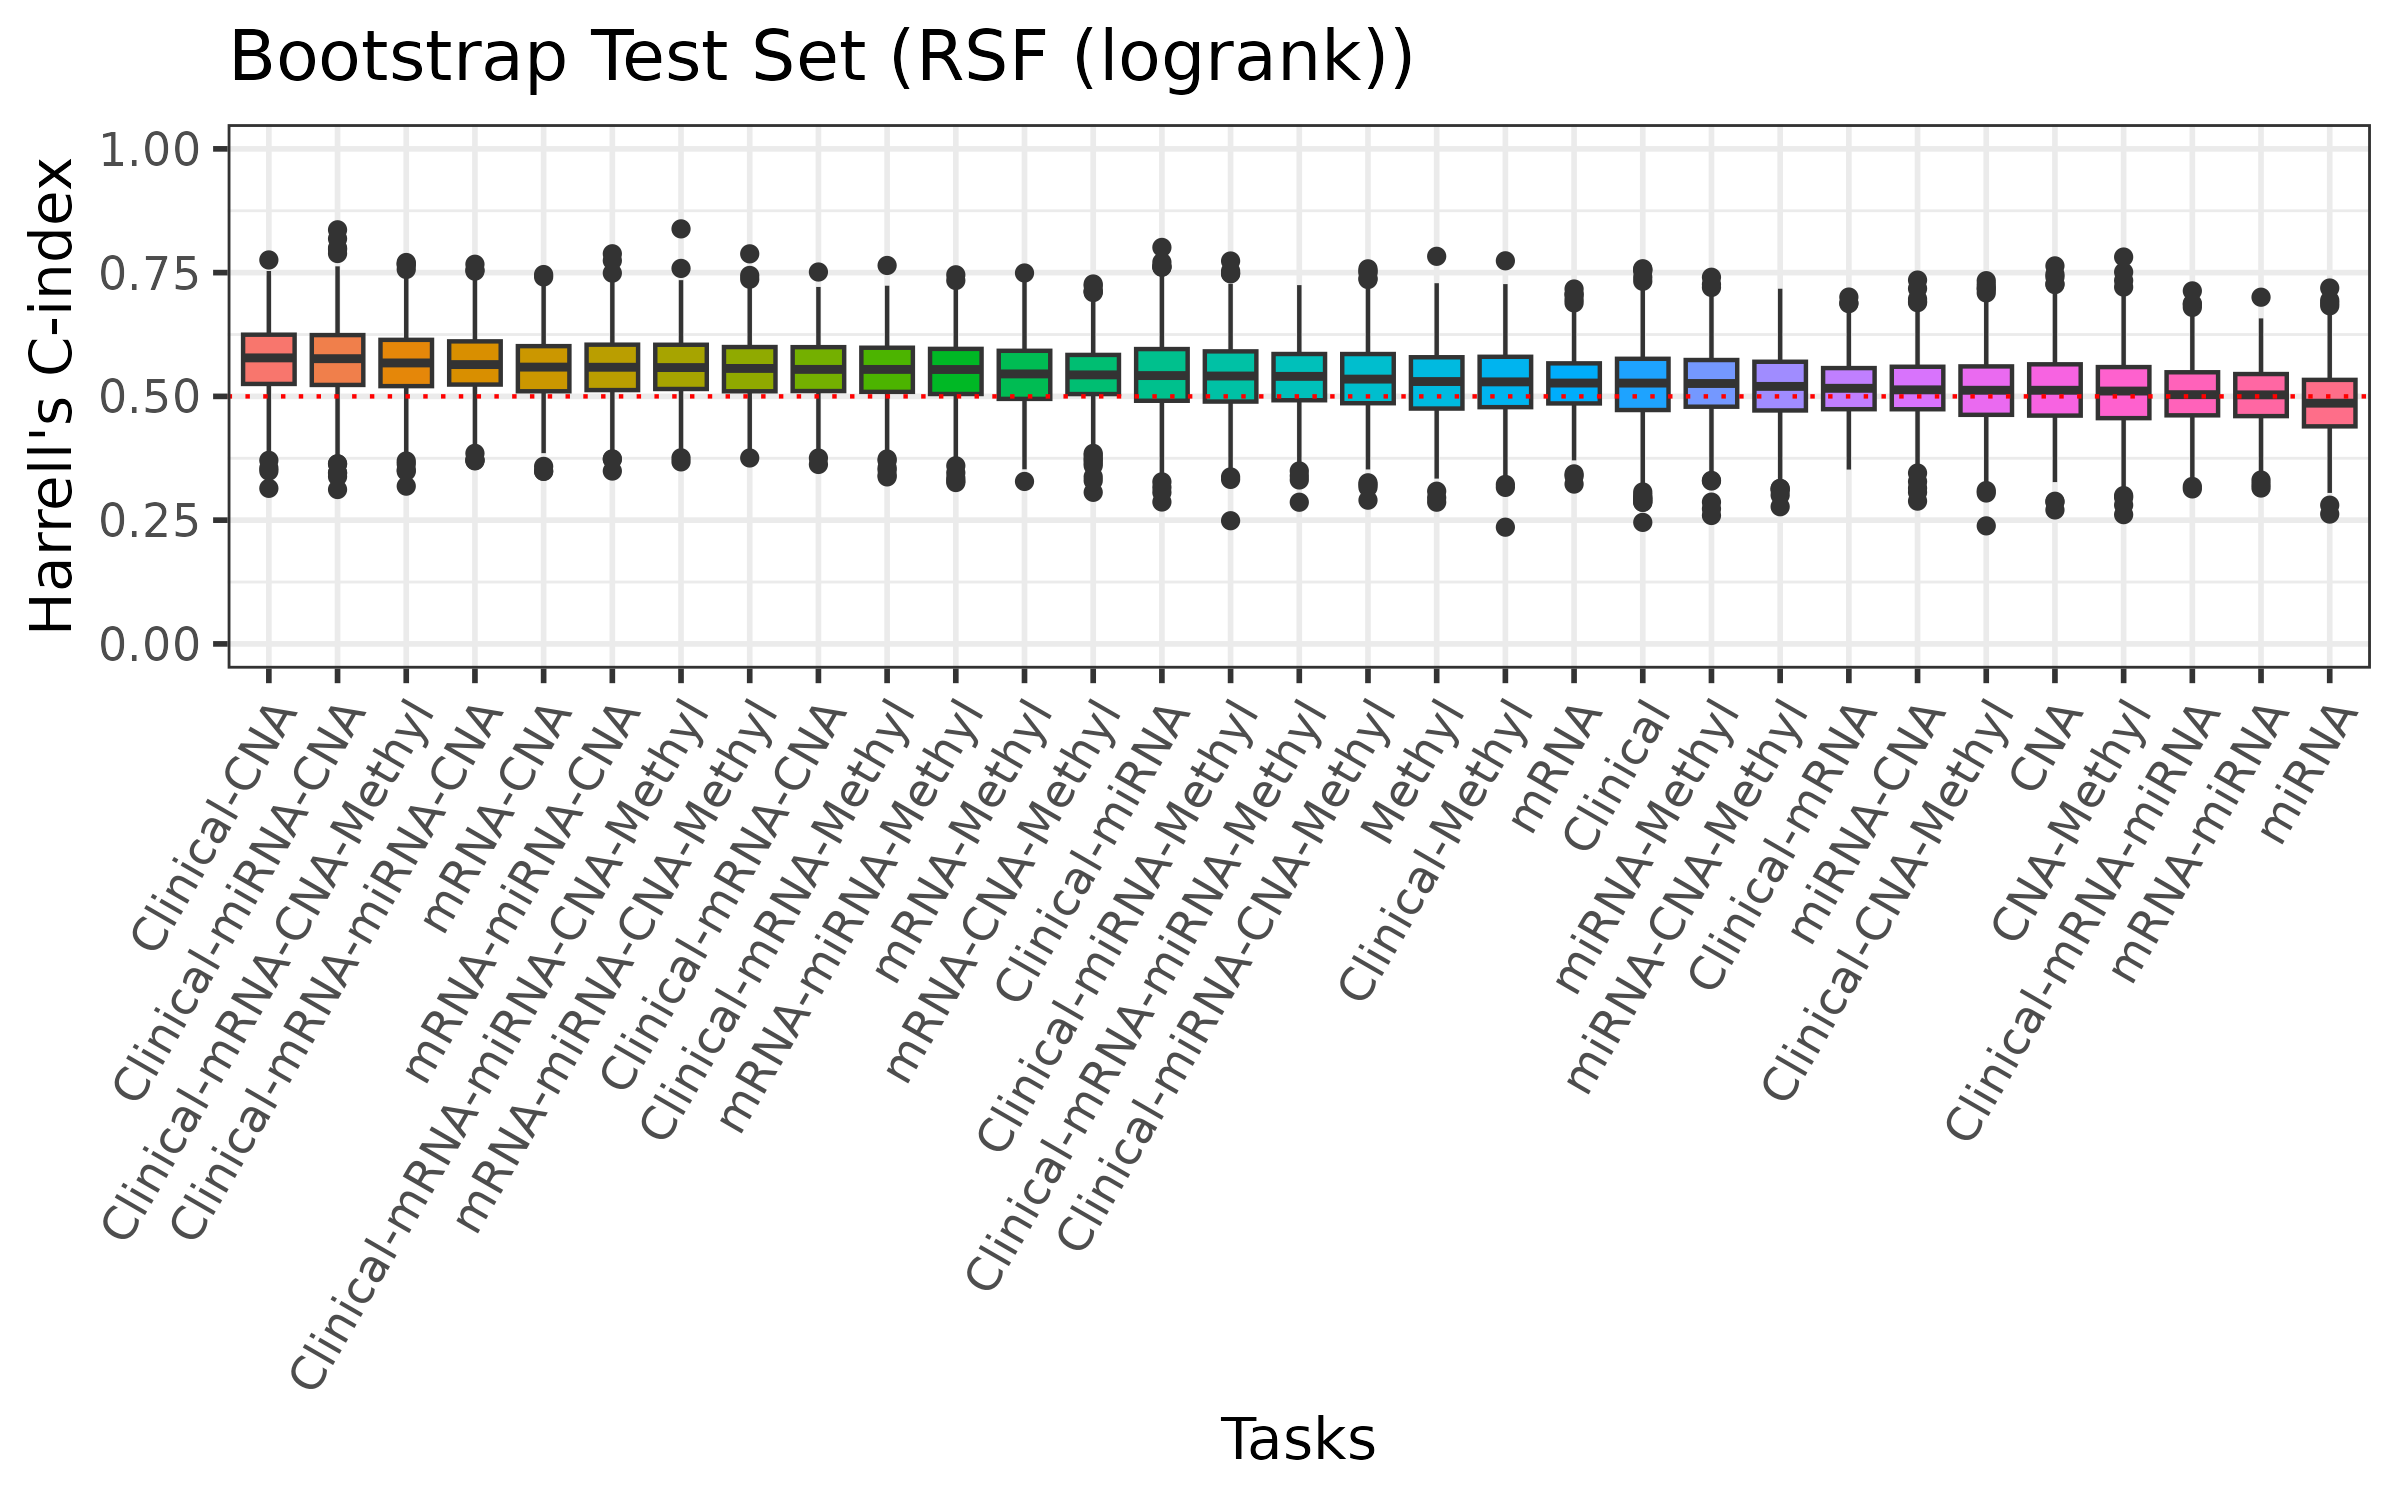 Bootstrap Test Set (RSF (logrank))
Harrell's C-index
1.00
0.75
0.50
0.25
0.00
Clinical-CNA
Clinical-miRNA-CNA
Clinical-mRNA-CNA-Methyl
Clinical-mRNA-miRNA-CNA
mRNA-CNA
mRNA-miRNA-CNA
Clinical-mRNA-miRNA-CNA-Methyl
mRNA-miRNA-CNA-Methyl
Clinical-mRNA-CNA
Clinical-mRNA-Methyl
mRNA-miRNA-Methyl
mRNA-Methyl
mRNA-CNA-Methyl
Clinical-miRNA
Clinical-miRNA-Methyl
Clinical-mRNA-miRNA-Methyl
Clinical-miRNA-CNA-Methyl
Methyl
Clinical-Methyl
mRNA
Clinical
miRNA-Methyl
miRNA-CNA-Methyl
Clinical-mRNA
miRNA-CNA
Clinical-CNA-Methyl
CNA
CNA-Methyl
Clinical-mRNA-miRNA
mRNA-miRNA
miRNA
Tasks